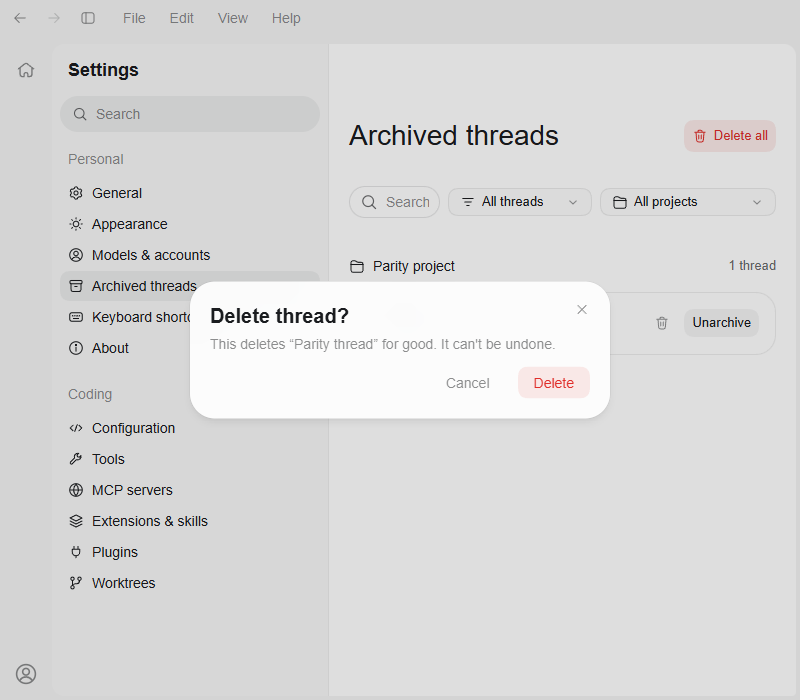 File Edit View Help
Settings
Search
Personal
General
Appearance
Models & accounts
Archived threads
Keyboard shortc
About
Coding
Configuration
Tools
MCP servers
Extensions & skills
Plugins
Worktrees
Archived threads
Delete all
Search All threads All projects
Parity project 1 thread
Unarchive
Delete thread?
This deletes “Parity thread” for good. It can't be undone.
Cancel Delete